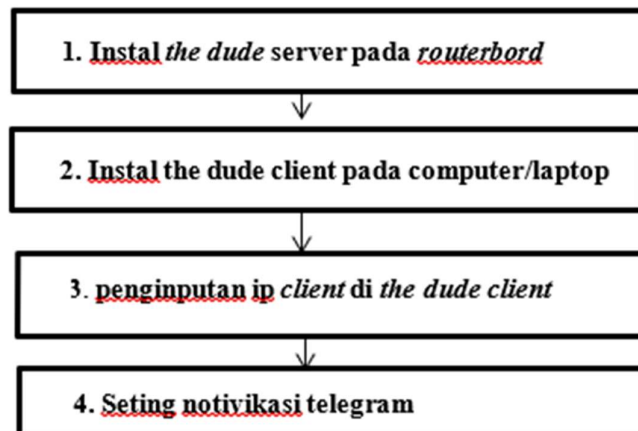 1. Instal the dude server pada routerbord
2. Instal the dude client pada computer/laptop
3. penginputan ip client di the dude client
4. Seting notivikasi telegram